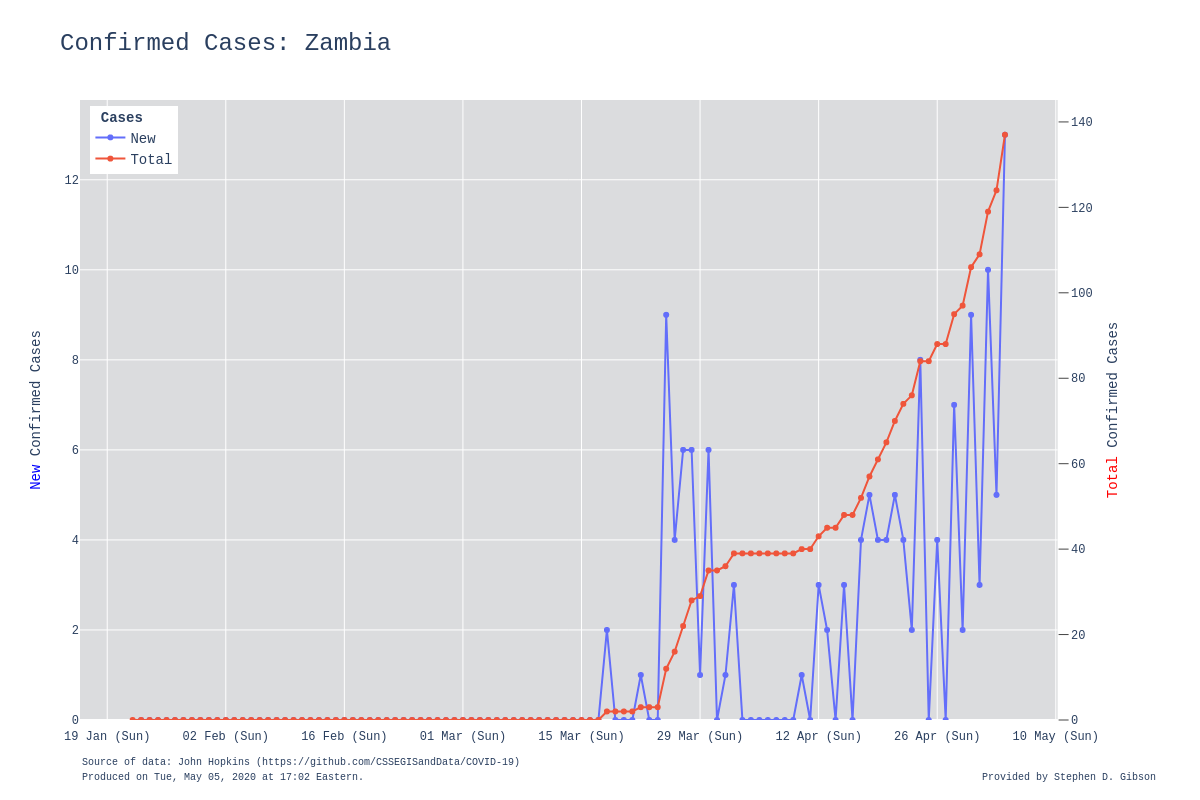 Confirmed Cases: Zambia
Cases
New
Total
12
10
8
6
4
2
0
140
120
100
80
60
40
20
0
New Confirmed Cases
Total Confirmed Cases
19 Jan (Sun) 02 Feb (Sun) 16 Feb (Sun) 01 Mar (Sun) 15 Mar (Sun) 29 Mar (Sun) 12 Apr (Sun) 26 Apr (Sun) 10 May (Sun)
Source of data: John Hopkins (https://github.com/CSSEGISandData/COVID-19)
Produced on Tue, May 05, 2020 at 17:02 Eastern.
Provided by Stephen D. Gibson